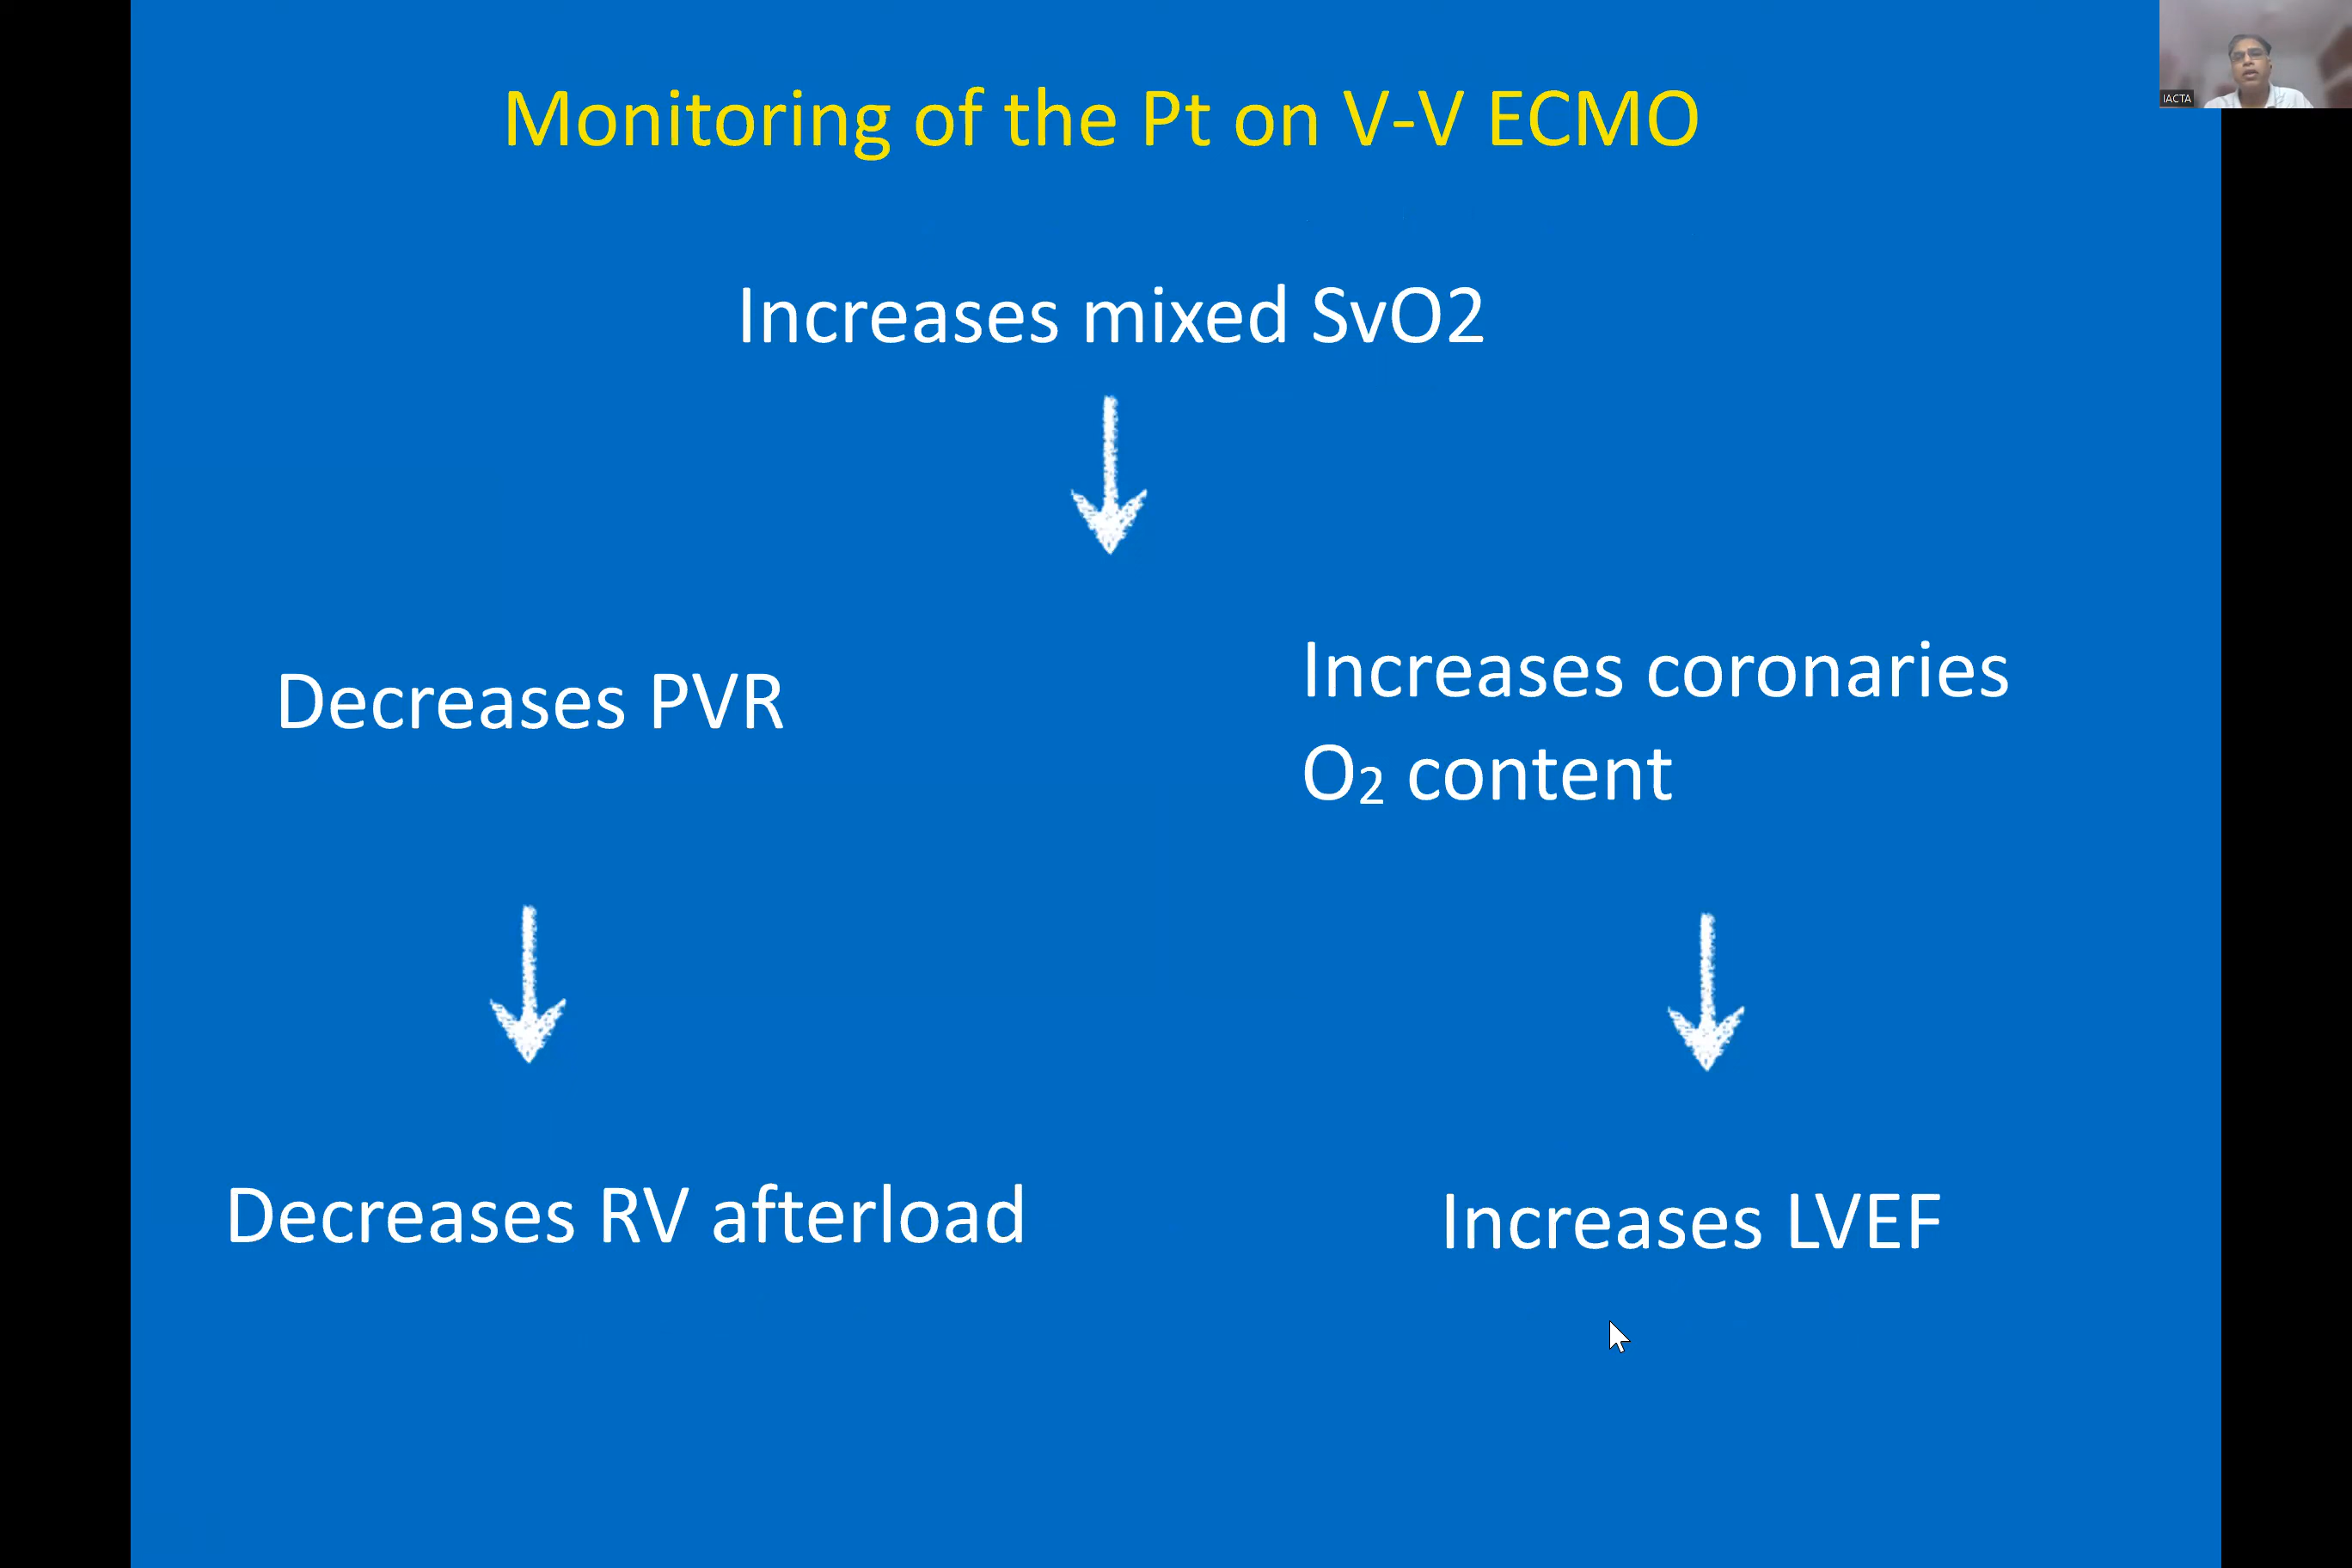 Monitoring of the Pt on V-V ECMO
IACTA
Increases mixed SvO2
Decreases PVR
Increases coronaries
O₂ content
Decreases RV afterload
Increases LVEF